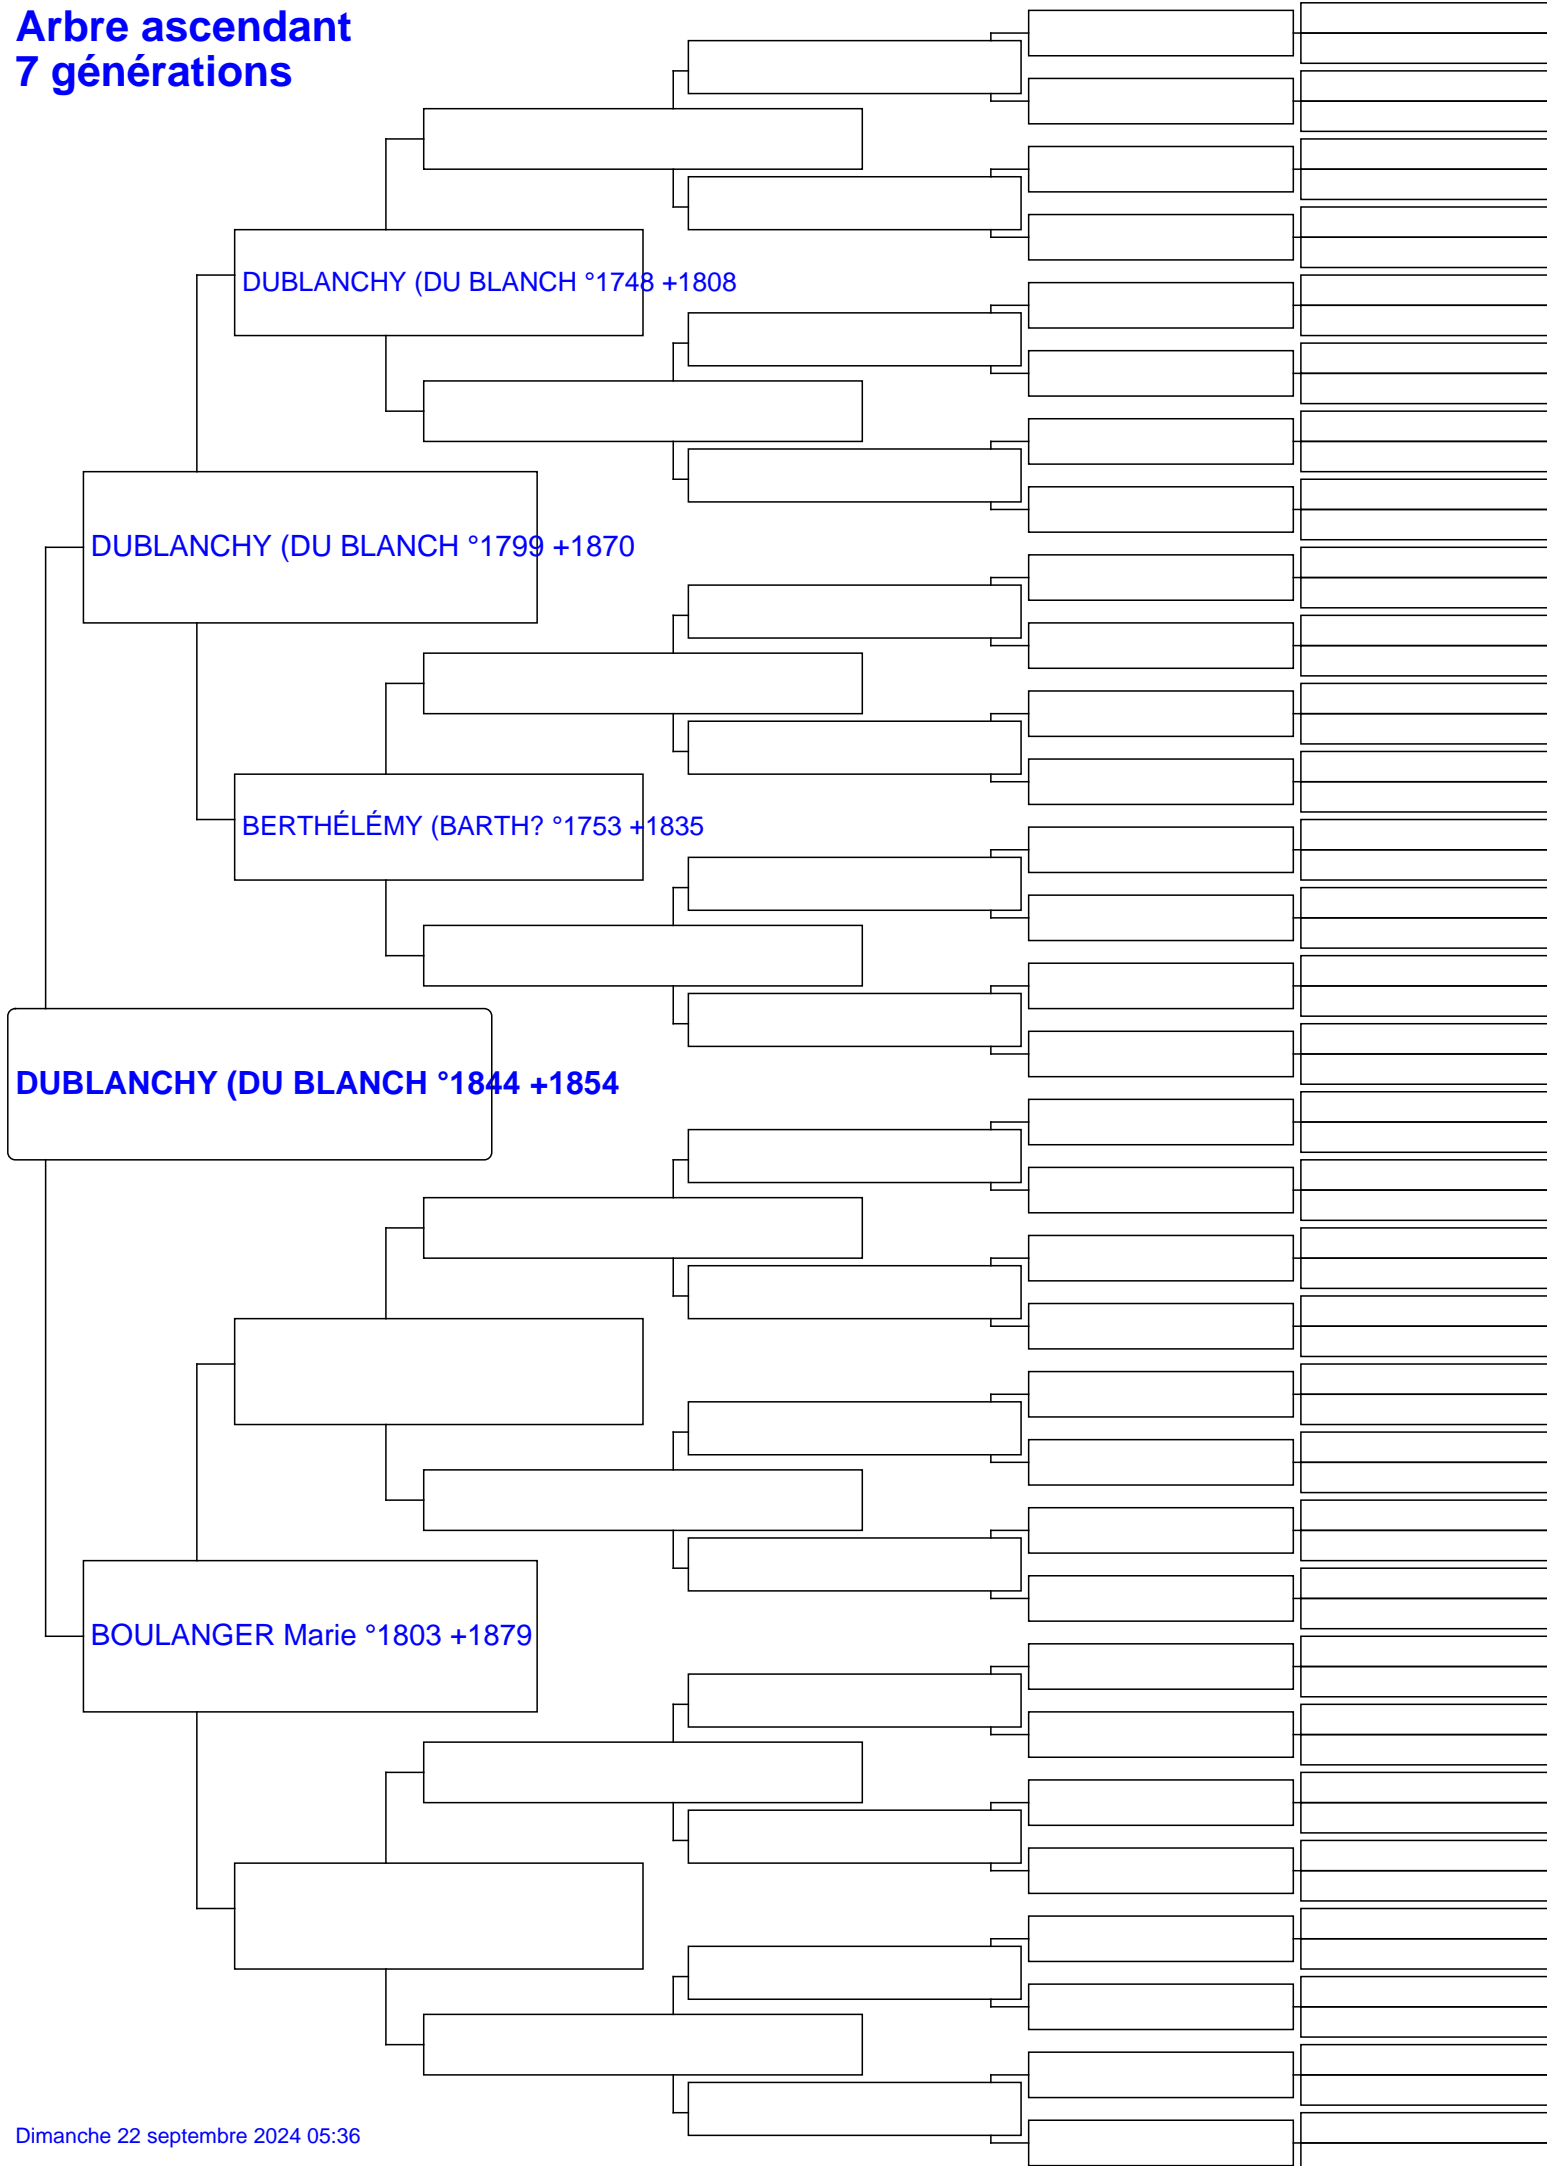 Arbre ascendant
7 générations
DUBLANCHY (DU BLANCH °1748 +1808
DUBLANCHY (DU BLANCH °1799 +1870
BERTHÉLÉMY (BARTH? °1753 +1835
DUBLANCHY (DU BLANCH °1844 +1854
BOULANGER Marie °1803 +1879
Dimanche 22 septembre 2024 05:36